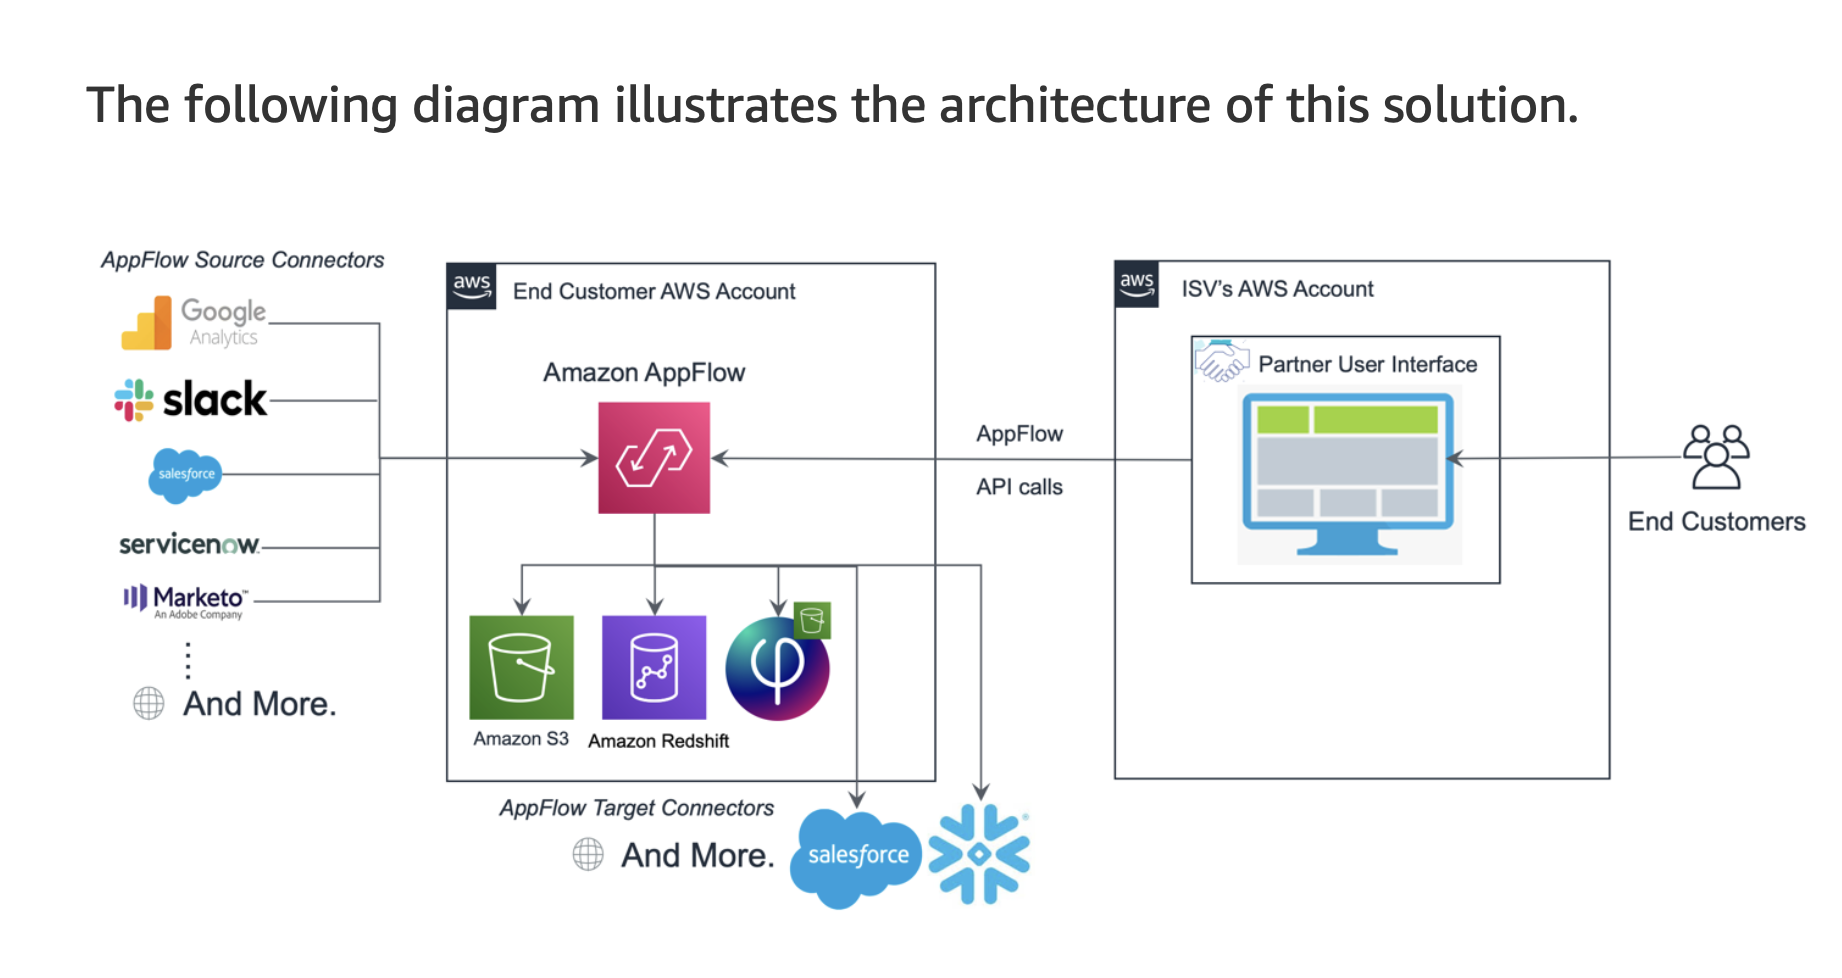 The following diagram illustrates the architecture of this solution.
AppFlow Source Connectors
Google
Analytics
slack
salesforce
servicenow
Marketo™
An Adobe Company
And More.
aws
End Customer AWS Account
Amazon AppFlow
Amazon S3
Amazon Redshift
AppFlow Target Connectors
And More.
salesforce
AppFlow
API calls
aws
ISV's AWS Account
Partner User Interface
End Customers